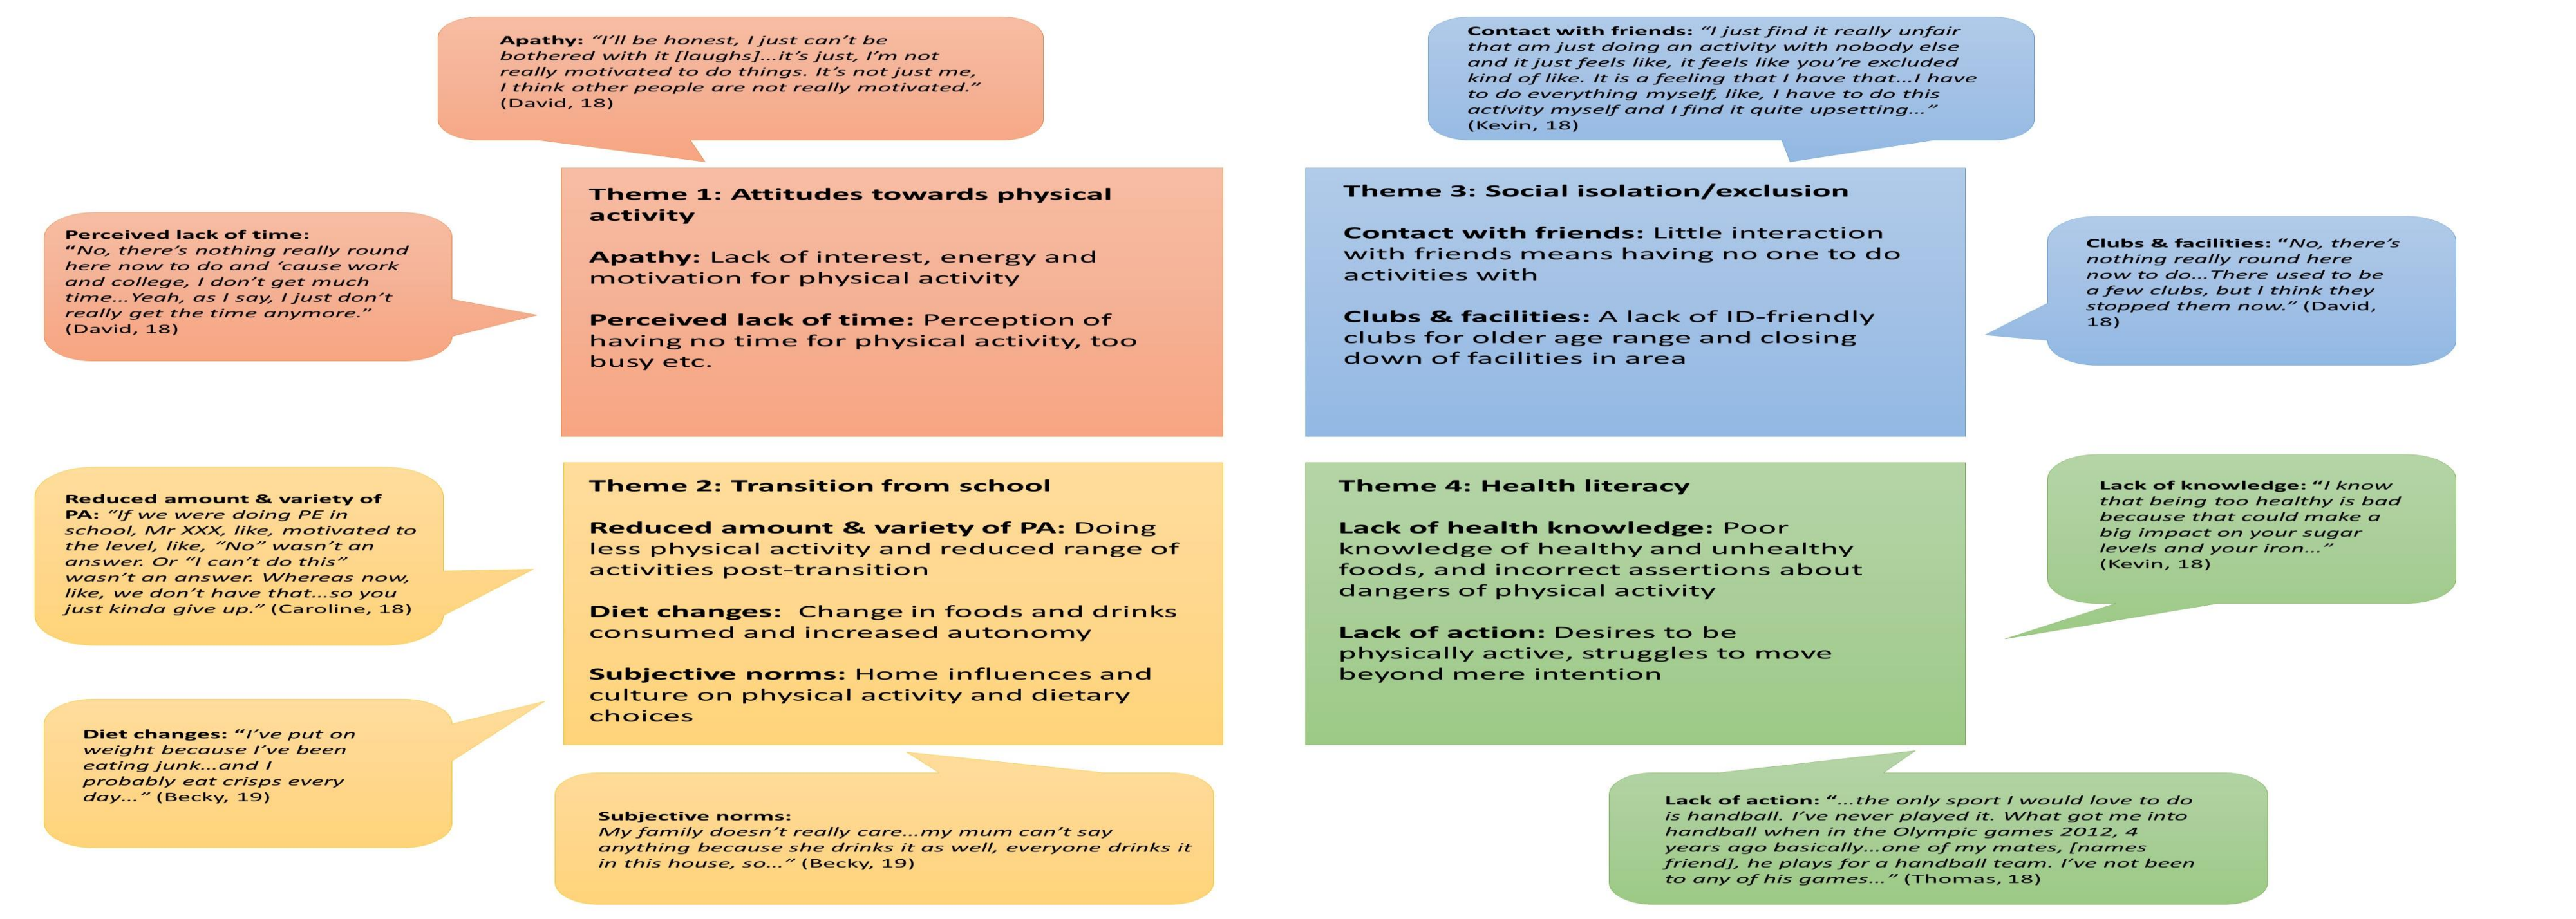 Apathy: “I’ll be honest, I just can’t be
bothered with it [laughs]...it’s just, I’m not
really motivated to do things. It’s not just me,
I think other people are not really motivated.”
(David, 18)
Perceived lack of time:
“No, there’s nothing really round
here now to do and ‘cause work
and college, I don’t get much
time...Yeah, as I say, I just don’t
really get the time anymore.”
(David, 18)
Theme 1: Attitudes towards physical
activity
Apathy: Lack of interest, energy and
motivation for physical activity
Perceived lack of time: Perception of
having no time for physical activity, too
busy etc.
Contact with friends: “I just find it really unfair
that am just doing an activity with nobody else
and it just feels like, it feels like you’re excluded
kind of like. It is a feeling that I have that...I have
to do everything myself, like, I have to do this
activity myself and I find it quite upsetting...”
(Kevin, 18)
Theme 3: Social isolation/exclusion
Contact with friends: Little interaction
with friends means having no one to do
activities with
Clubs & facilities: A lack of ID-friendly
clubs for older age range and closing
down of facilities in area
Clubs & facilities: “No, there’s
nothing really round here
now to do...There used to be
a few clubs, but I think they
stopped them now.” (David,
18)
Reduced amount & variety of
PA: “If we were doing PE in
school, Mr XXX, like, motivated to
the level, like, “No” wasn’t an
answer. Or “I can’t do this”
wasn’t an answer. Whereas now,
like, we don’t have that...so you
just kinda give up.” (Caroline, 18)
Diet changes: “I’ve put on
weight because I’ve been
eating junk...and I
probably eat crisps every
day...” (Becky, 19)
Theme 2: Transition from school
Reduced amount & variety of PA: Doing
less physical activity and reduced range of
activities post-transition
Diet changes: Change in foods and drinks
consumed and increased autonomy
Subjective norms: Home influences and
culture on physical activity and dietary
choices
Subjective norms:
My family doesn’t really care...my mum can’t say
anything because she drinks it as well, everyone drinks it
in this house, so...” (Becky, 19)
Theme 4: Health literacy
Lack of health knowledge: Poor
knowledge of healthy and unhealthy
foods, and incorrect assertions about
dangers of physical activity
Lack of action: Desires to be
physically active, struggles to move
beyond mere intention
Lack of knowledge: “I know
that being too healthy is bad
because that could make a
big impact on your sugar
levels and your iron...”
(Kevin, 18)
Lack of action: “...the only sport I would love to do
is handball. I’ve never played it. What got me into
handball when in the Olympic games 2012, 4
years ago basically...one of my mates, [names
friend], he plays for a handball team. I’ve not been
to any of his games...” (Thomas, 18)